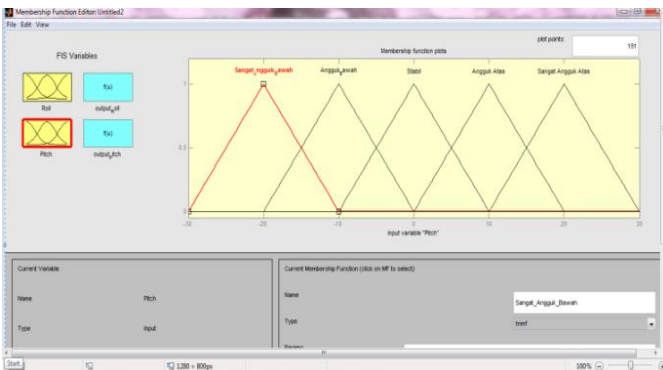 Membership Function Editor: Untitled2
File Edit View
FIS Variables
plot points:
181
Membership function plots
f(u)
Roll
output_roll
f(u)
Pitch
output_pitch
Sangat_Angguk_Bawah
Angguk_Bawah
Stabil
Angguk Atas
Sangat Angguk Atas
1
0.5
0
-30 -20 -10 0 10 20 30
input variable "Pitch"
Current Variable
Name Pitch
Type input
Current Membership Function (click on MF to select)
Name Sangat_Angguk_Bawah
Type trimf
Params
Start
1280 × 800px
100%